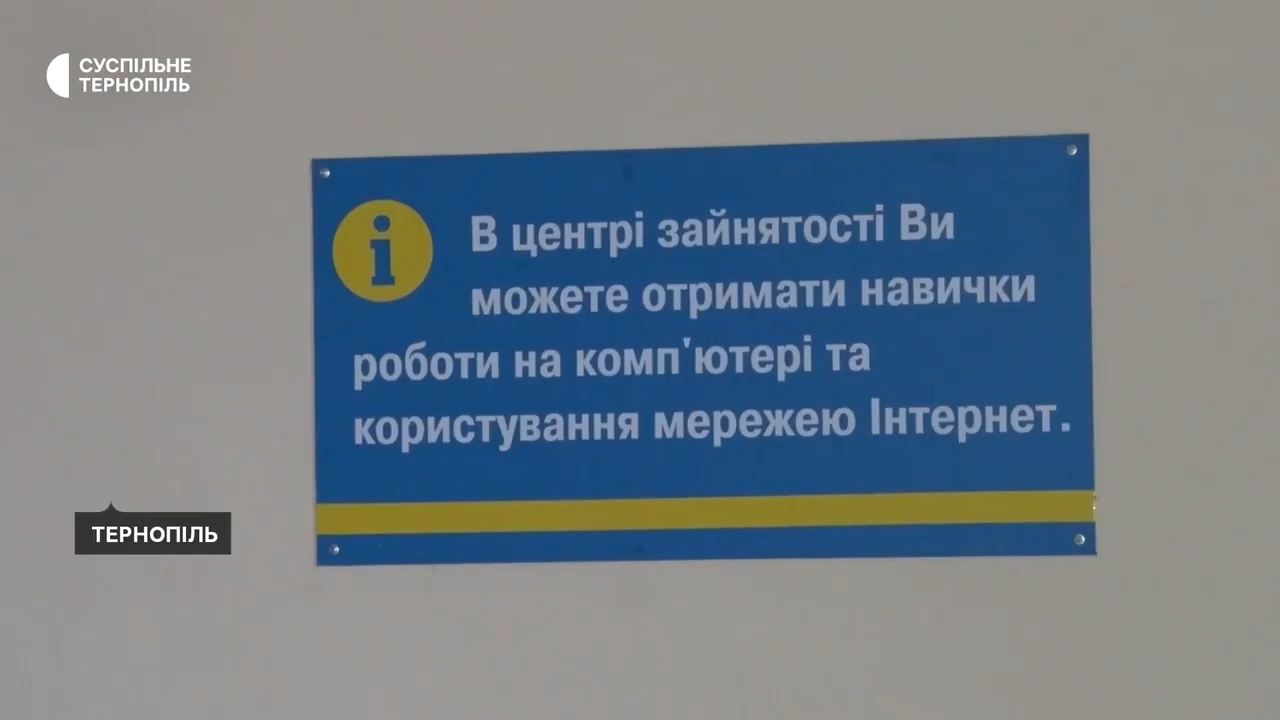 СУСПІЛЬНЕ
ТЕРНОПІЛЬ
В центрі зайнятості Ви
можете отримати навички
роботи на комп'ютері та
користування мережею Інтернет.
ТЕРНОПІЛЬ